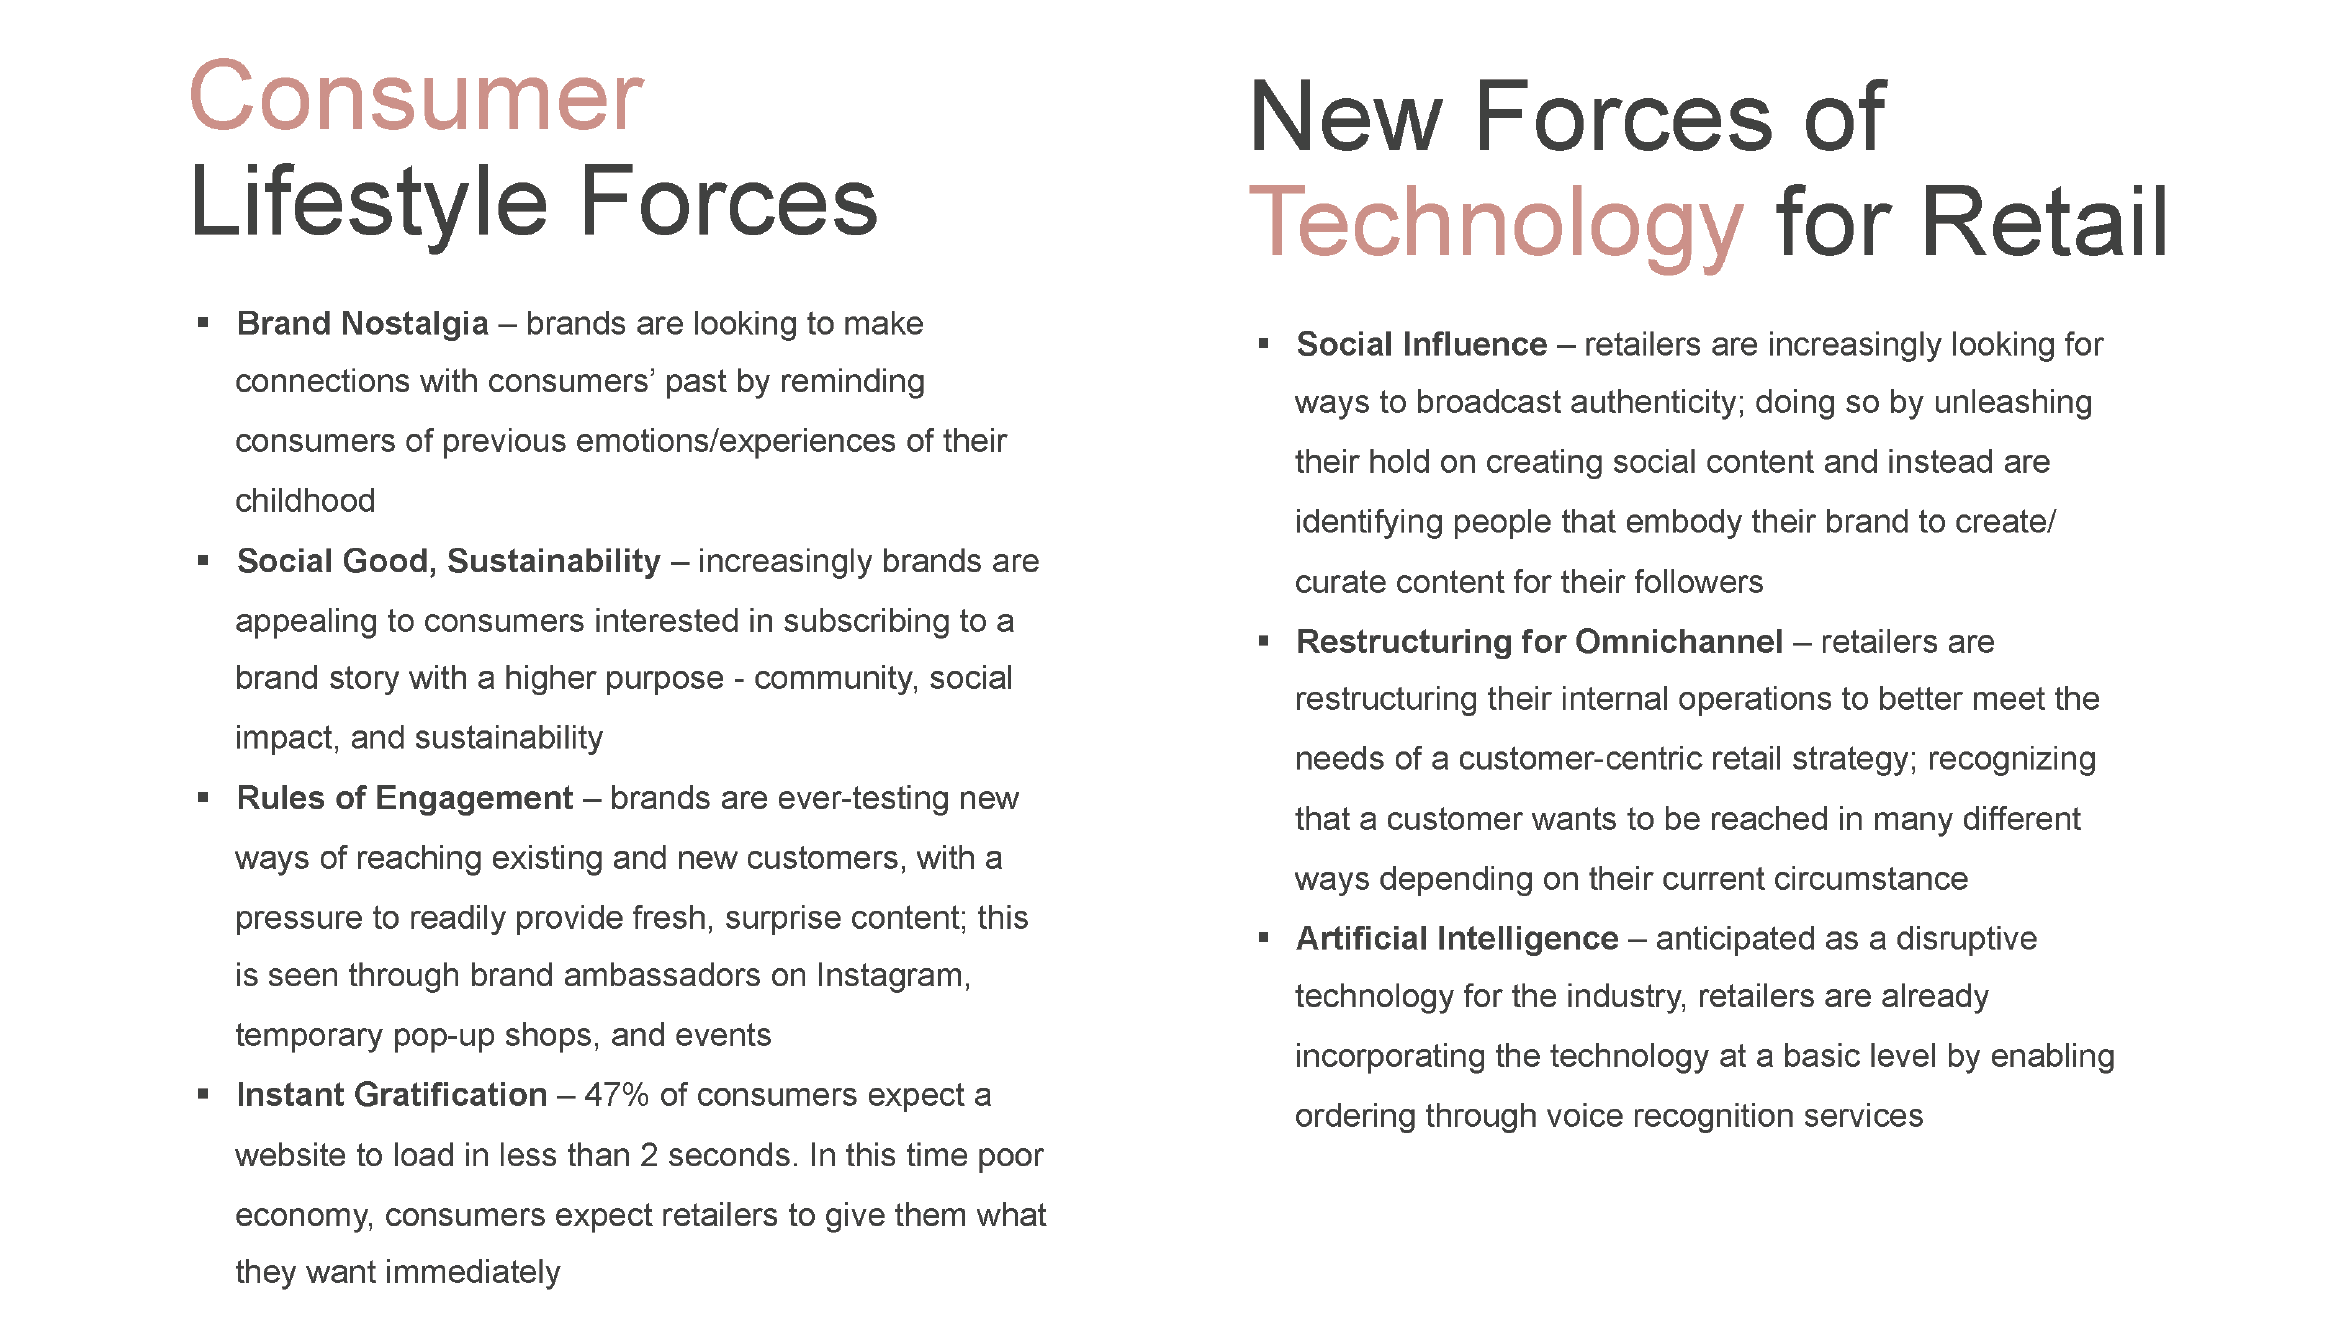 Consumer
Lifestyle Forces
▪ Brand Nostalgia – brands are looking to make
connections with consumers’ past by reminding
consumers of previous emotions/experiences of their
childhood
▪ Social Good, Sustainability – increasingly brands are
appealing to consumers interested in subscribing to a
brand story with a higher purpose - community, social
impact, and sustainability
▪ Rules of Engagement – brands are ever-testing new
ways of reaching existing and new customers, with a
pressure to readily provide fresh, surprise content; this
is seen through brand ambassadors on Instagram,
temporary pop-up shops, and events
▪ Instant Gratification – 47% of consumers expect a
website to load in less than 2 seconds. In this time poor
economy, consumers expect retailers to give them what
they want immediately
New Forces of
Technology for Retail
▪ Social Influence – retailers are increasingly looking for
ways to broadcast authenticity; doing so by unleashing
their hold on creating social content and instead are
identifying people that embody their brand to create/
curate content for their followers
▪ Restructuring for Omnichannel – retailers are
restructuring their internal operations to better meet the
needs of a customer-centric retail strategy; recognizing
that a customer wants to be reached in many different
ways depending on their current circumstance
▪ Artificial Intelligence – anticipated as a disruptive
technology for the industry, retailers are already
incorporating the technology at a basic level by enabling
ordering through voice recognition services